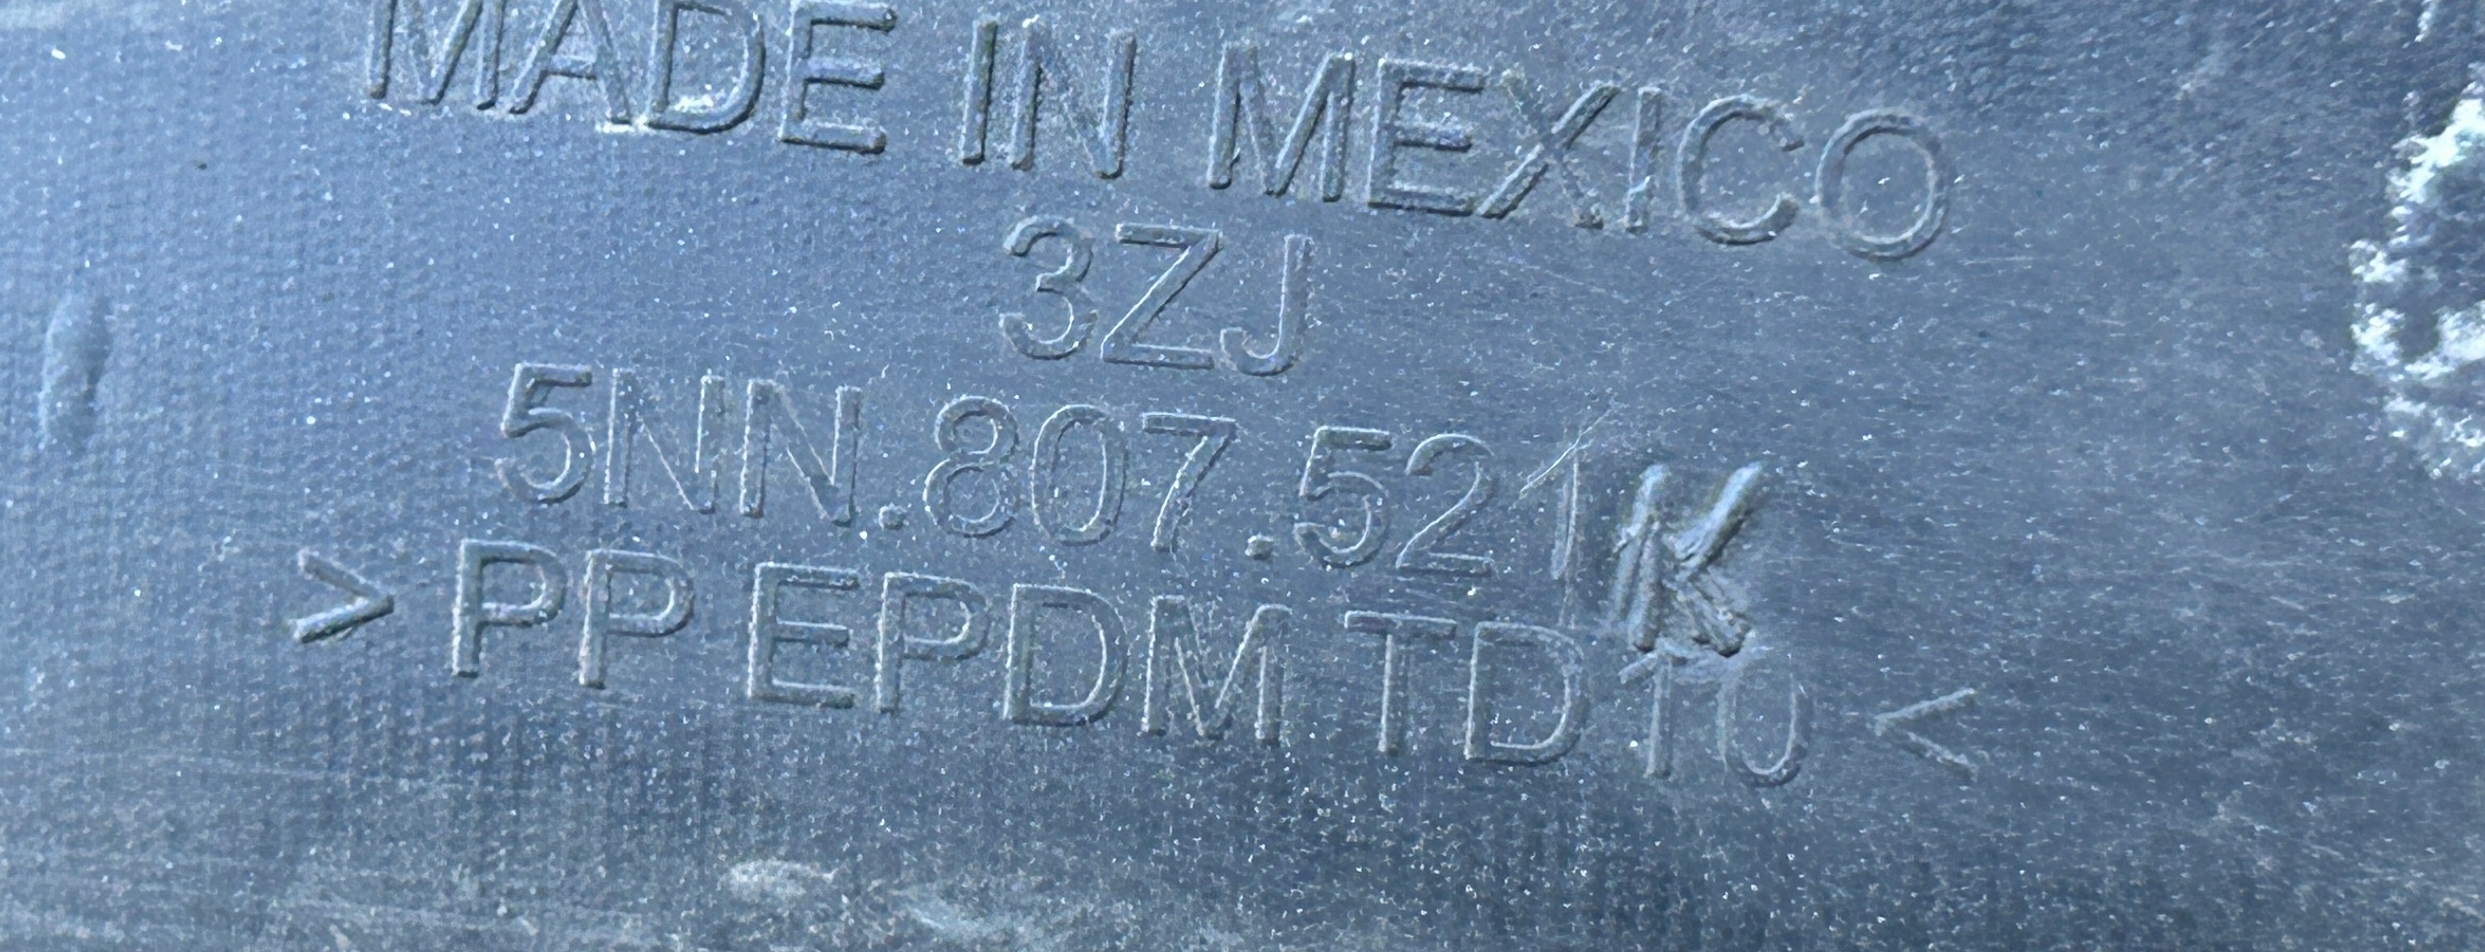 MADE IN MEXICO
3ZJ
5NN.807.521K
>PP EPDM TD10<